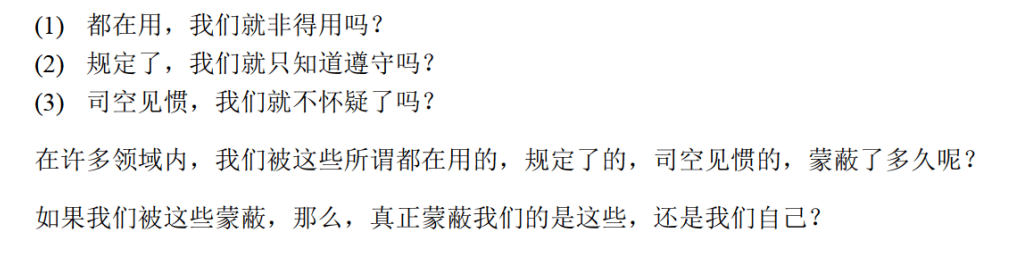 (1) 都在用，我们就非得用吗？
(2) 规定了，我们就只知道遵守吗？
(3) 司空见惯，我们就不怀疑了吗？
在许多领域内，我们被这些所谓都在用的，规定了的，司空见惯的，蒙蔽了多久呢？
如果我们被这些蒙蔽，那么，真正蒙蔽我们的是这些，还是我们自己？